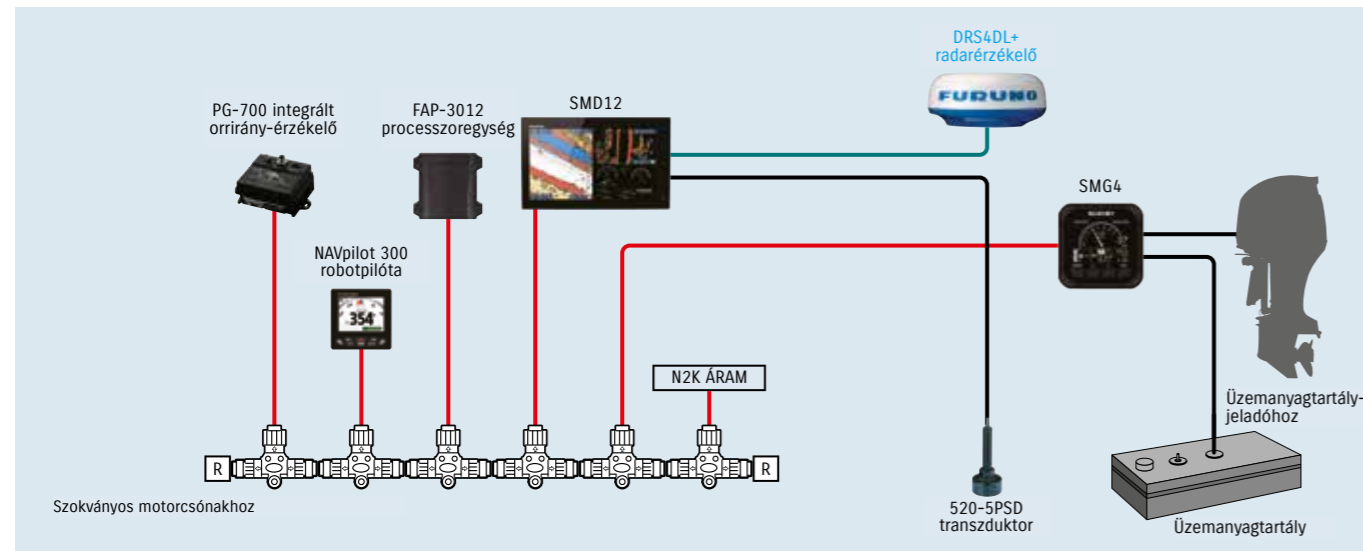 DRS4DL+
radarérzékelő
FURUNO
PG-700 integrált
orrirány-érzékelő
FAP-3012
processzoregység
SMD12
SMG4
NAVpilot 300
robotpilóta
354
N2K ÁRAM
Üzemanyagtartály-
jeladóhoz
R
R
Szokványos motorcsónakhoz
520-5PSD
transzduktor
Üzemanyagtartály